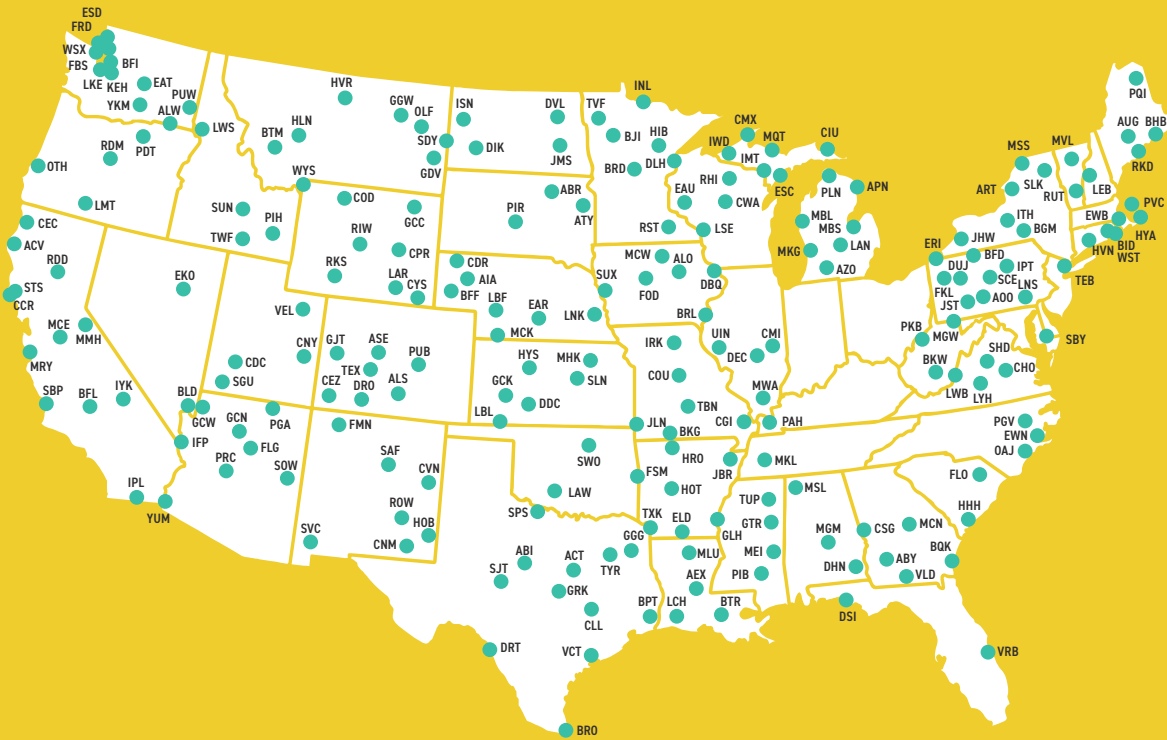 ESD
FRD
WSX
FBS
BFI
LKE
KEH
EAT
YKM
PUW
ALW
LWS
RDM
PDT
OTH
LMT
CEC
ACV
RDD
STS
CCR
MCE
MMH
MRY
SBP
BFL
IYK
IPL
YUM
EKO
HVR
GGW
OLF
HLN
BTM
SDY
GDV
WYS
SUN
PIH
TWF
COD
GCC
RIW
CPR
RKS
LAR
CYS
VEL
CNY
CDC
SGU
BLD
GCW
IFP
GCN
PGA
FLG
PRC
SOW
GJT
ASE
TEX
PUB
CEZ
DRO
ALS
FMN
SAF
CVN
ROW
HOB
CNM
SVC
ISN
DVL
DIK
JMS
ABR
PIR
ATY
CDR
AIA
BFF
LBF
EAR
LNK
MCK
HYS
MHK
GCK
SLN
DDC
LBL
SWO
LAW
SPS
ABI
ACT
SJT
GRK
CLL
TYR
GGG
BPT
DRT
VCT
BRO
INL
TVF
BJI
HIB
BRD
DLH
RST
EAU
RHI
CWA
LSE
MCW
ALO
SUX
FOD
DBQ
BRL
IRK
COU
TBN
JLN
BKG
CGI
UIN
DEC
CMI
MWA
PAH
HRO
FSM
HOT
JBR
TXK
ELD
GLH
MLU
AEX
LCH
BTR
MKL
TUP
MSL
GTR
MEI
PIB
MGM
DHN
CSG
MCN
ABY
VLD
BQK
DSI
VRB
CMX
IWD
MQT
IMT
CIU
ESC
PLN
APN
MBL
MBS
MKG
LAN
AZO
ERI
JHW
BFD
DUJ
IPT
SCE
LNS
FKL
AOO
JST
PKB
MGW
BKW
SHD
CHO
LWB
LYH
SBY
PGV
EWN
OAJ
FLO
HHH
MSS
MVL
ART
SLK
RUT
LEB
ITH
BGM
PQI
AUG
BHB
RKD
PVC
EWB
HYA
HVN
BID
WST
TEB